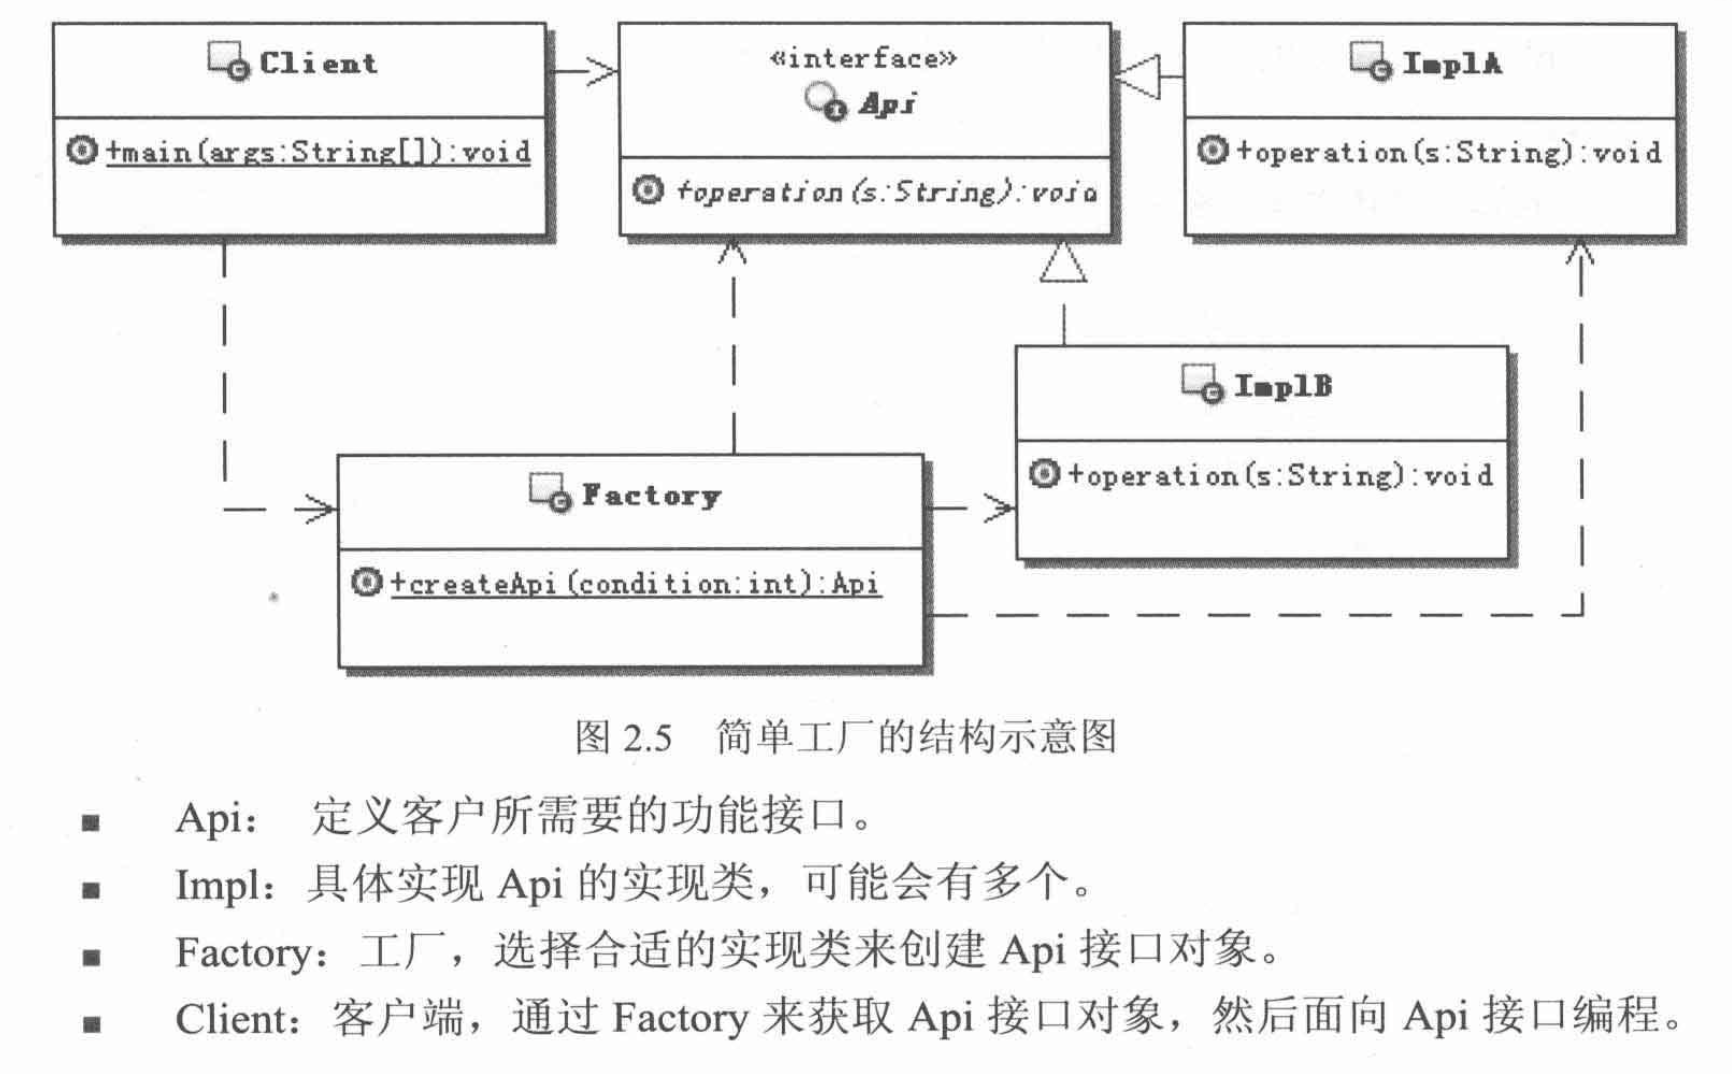 Client
+main(args:String[]):void
«interface»
Api
+operation(s:String):void
ImplA
+operation(s:String):void
ImplB
+operation(s:String):void
Factory
+createApi(condition:int):Api
图 2.5 简单工厂的结构示意图
■ Api： 定义客户所需要的功能接口。
■ Impl：具体实现 Api 的实现类，可能会有多个。
■ Factory：工厂，选择合适的实现类来创建 Api 接口对象。
■ Client：客户端，通过 Factory 来获取 Api 接口对象，然后面向 Api 接口编程。